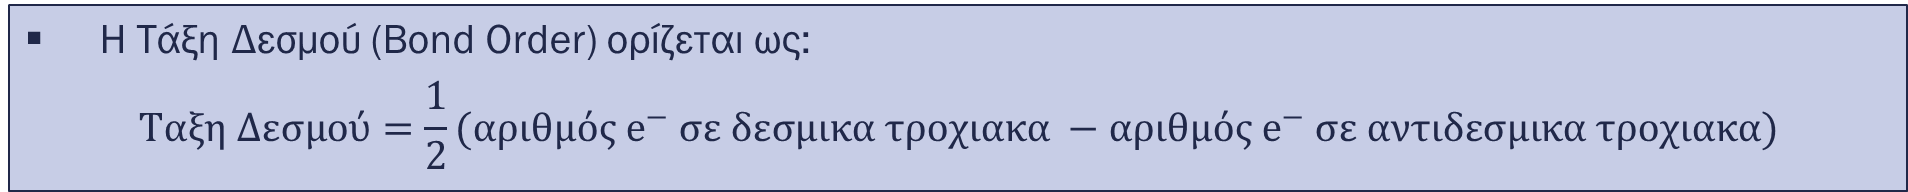 ▪ Η Τάξη Δεσμού (Bond Order) ορίζεται ως:
Ταξη Δεσμού = 1/2 (αριθμός e⁻ σε δεσμικα τροχιακα − αριθμός e⁻ σε αντιδεσμικα τροχιακα)